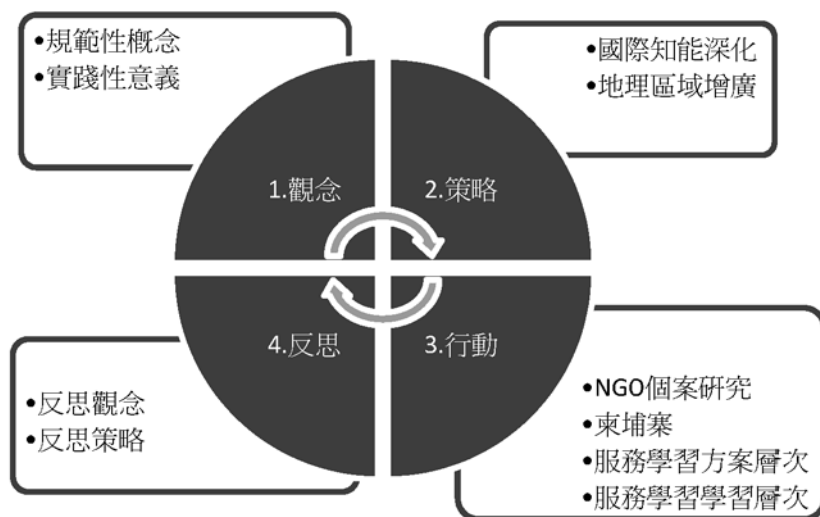 •規範性概念
•實踐性意義
•國際知能深化
•地理區域增廣
1.觀念
2.策略
4.反思
3.行動
•反思觀念
•反思策略
•NGO個案研究
•柬埔寨
•服務學習方案層次
•服務學習學習層次